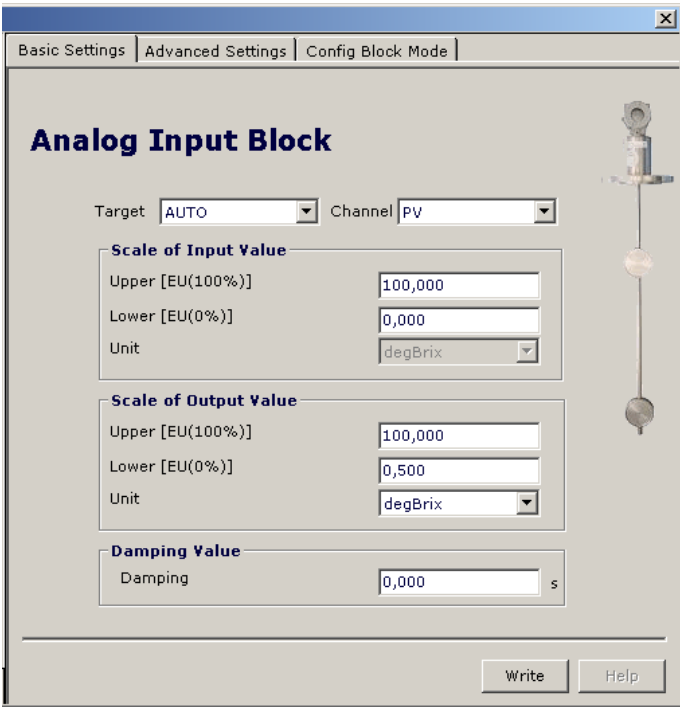 Basic Settings Advanced Settings Config Block Mode
Analog Input Block
Target AUTO Channel PV
Scale of Input Value
Upper [EU(100%)] 100,000
Lower [EU(0%)] 0,000
Unit degBrix
Scale of Output Value
Upper [EU(100%)] 100,000
Lower [EU(0%)] 0,500
Unit degBrix
Damping Value
Damping 0,000 s
Write Help